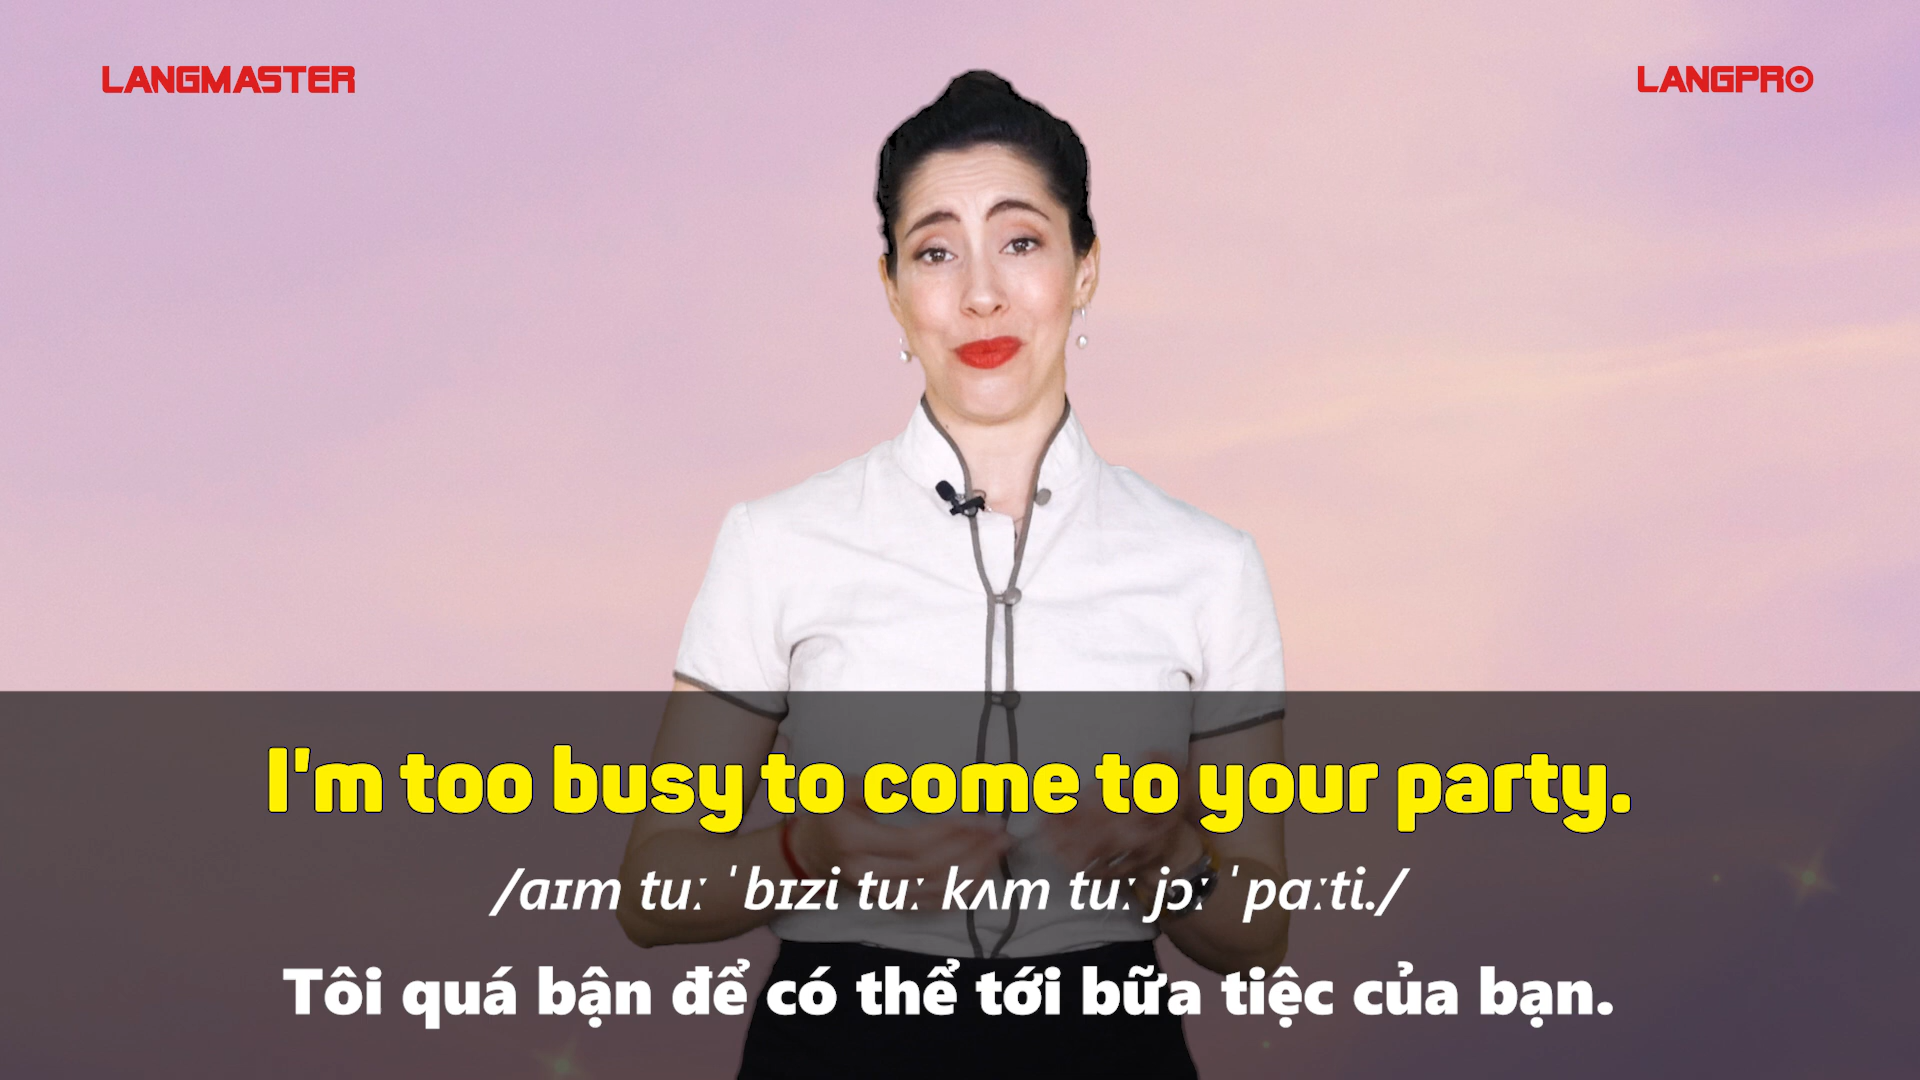 LANGMASTER
LANGPRO
I'm too busy to come to your party.
/aɪm tuː ˈbɪzi tuː kʌm tuː jɔː ˈpɑːti./
Tôi quá bận để có thể tới bữa tiệc của bạn.